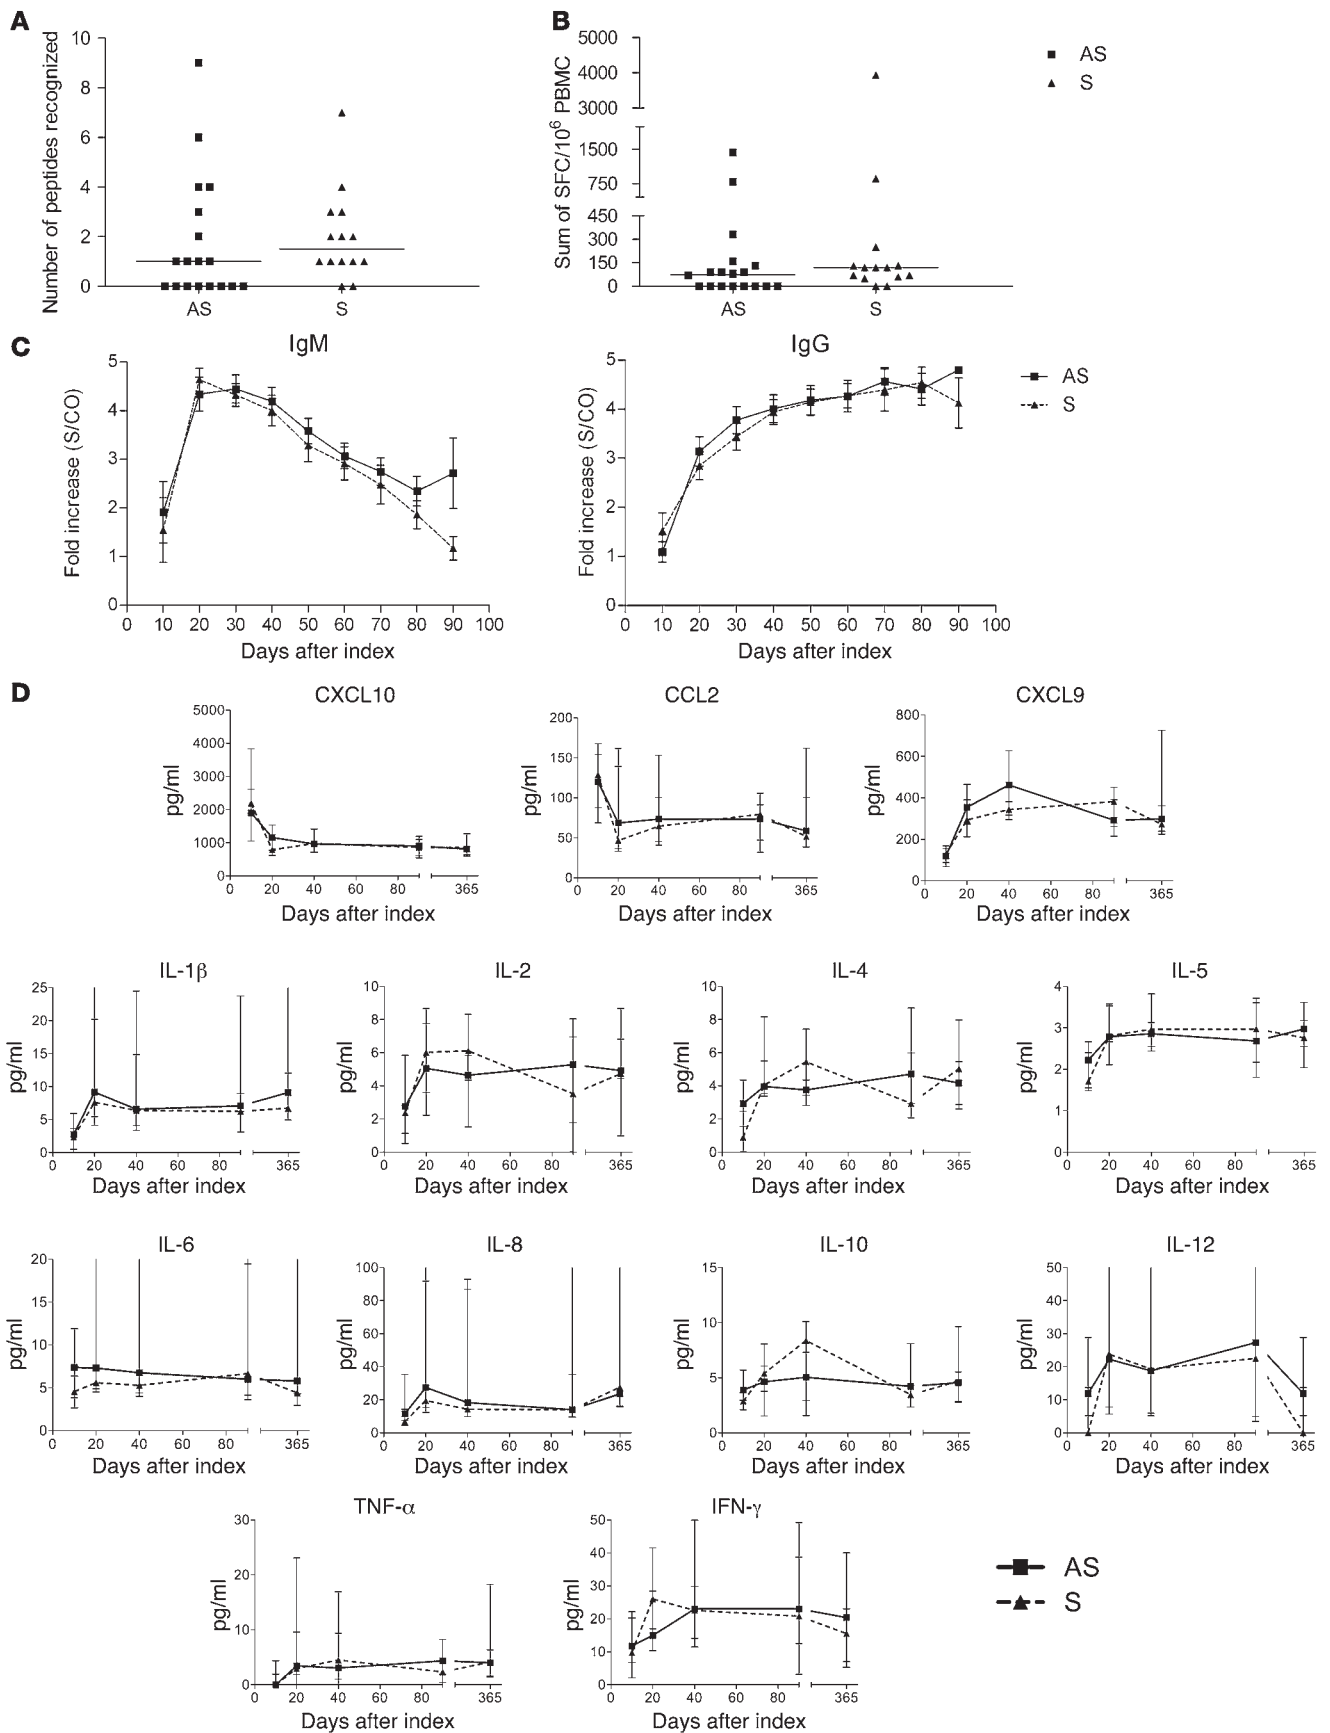 A
Number of peptides recognized
10
8
6
4
2
0
AS
S
B
Sum of SFC/10⁶ PBMC
5000
4000
3000
1500
750
450
300
150
0
AS
S
AS
S
C
IgM
Fold increase (S/CO)
5
4
3
2
1
0
0 10 20 30 40 50 60 70 80 90 100
Days after index
IgG
Fold increase (S/CO)
5
4
3
2
1
0
0 10 20 30 40 50 60 70 80 90 100
Days after index
AS
S
D
CXCL10
pg/ml
5000
4000
3000
2000
1000
0
0 20 40 60 80 365
Days after index
CCL2
pg/ml
200
150
100
50
0
0 20 40 60 80 365
Days after index
CXCL9
pg/ml
800
600
400
200
0
0 20 40 60 80 365
Days after index
IL-1β
pg/ml
25
20
15
10
5
0
0 20 40 60 80 365
Days after index
IL-2
pg/ml
10
8
6
4
2
0
0 20 40 60 80 365
Days after index
IL-4
pg/ml
10
8
6
4
2
0
0 20 40 60 80 365
Days after index
IL-5
pg/ml
4
3
2
1
0
0 20 40 60 80 365
Days after index
IL-6
pg/ml
20
15
10
5
0
0 20 40 60 80 365
Days after index
IL-8
pg/ml
100
80
60
40
20
0
0 20 40 60 80 365
Days after index
IL-10
pg/ml
15
10
5
0
0 20 40 60 80 365
Days after index
IL-12
pg/ml
50
40
30
20
10
0
0 20 40 60 80 365
Days after index
TNF-α
pg/ml
30
20
10
0
0 20 40 60 80 365
Days after index
IFN-γ
pg/ml
50
40
30
20
10
0
0 20 40 60 80 365
Days after index
AS
S